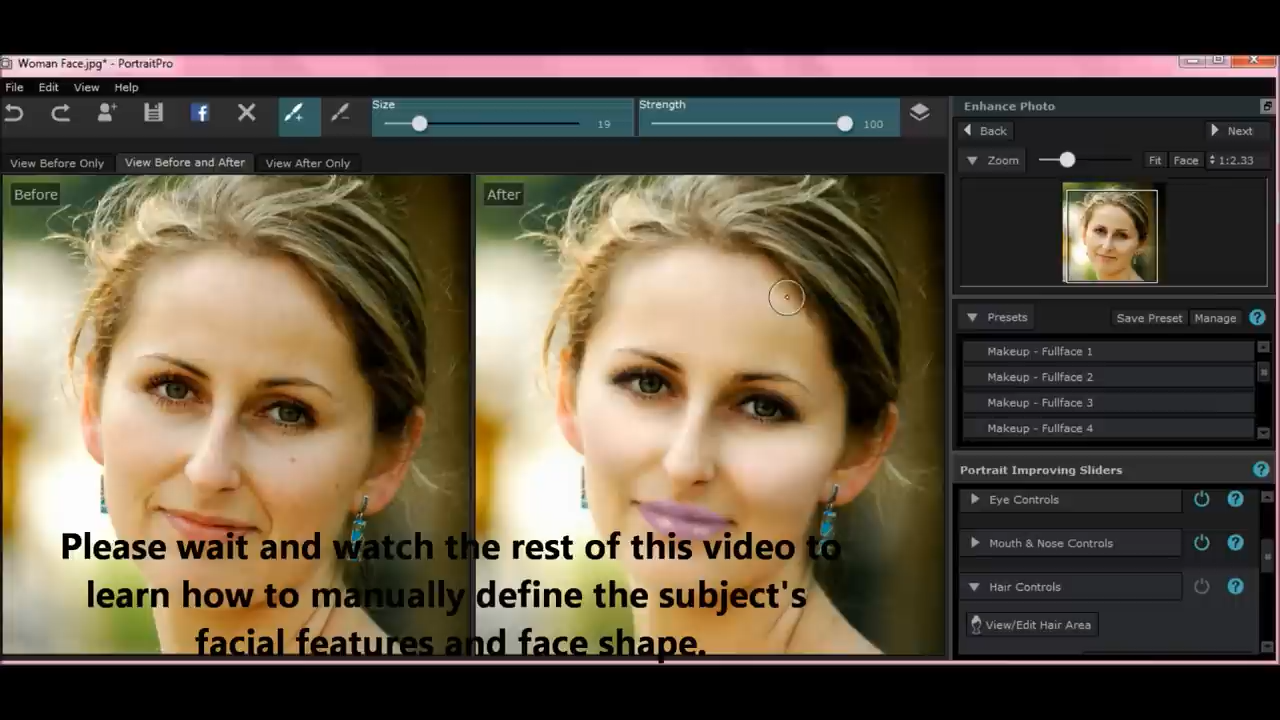 Woman Face.jpg* - PortraitPro
File Edit View Help
Size 19
Strength 100
View Before Only View Before and After View After Only
Before
After
Enhance Photo
Back Next
Zoom Fit Face 1:2.33
Presets Save Preset Manage ?
Makeup - Fullface 1
Makeup - Fullface 2
Makeup - Fullface 3
Makeup - Fullface 4
Portrait Improving Sliders ?
Eye Controls ?
Mouth & Nose Controls ?
Hair Controls ?
View/Edit Hair Area
Please wait and watch the rest of this video to
learn how to manually define the subject's
facial features and face shape.